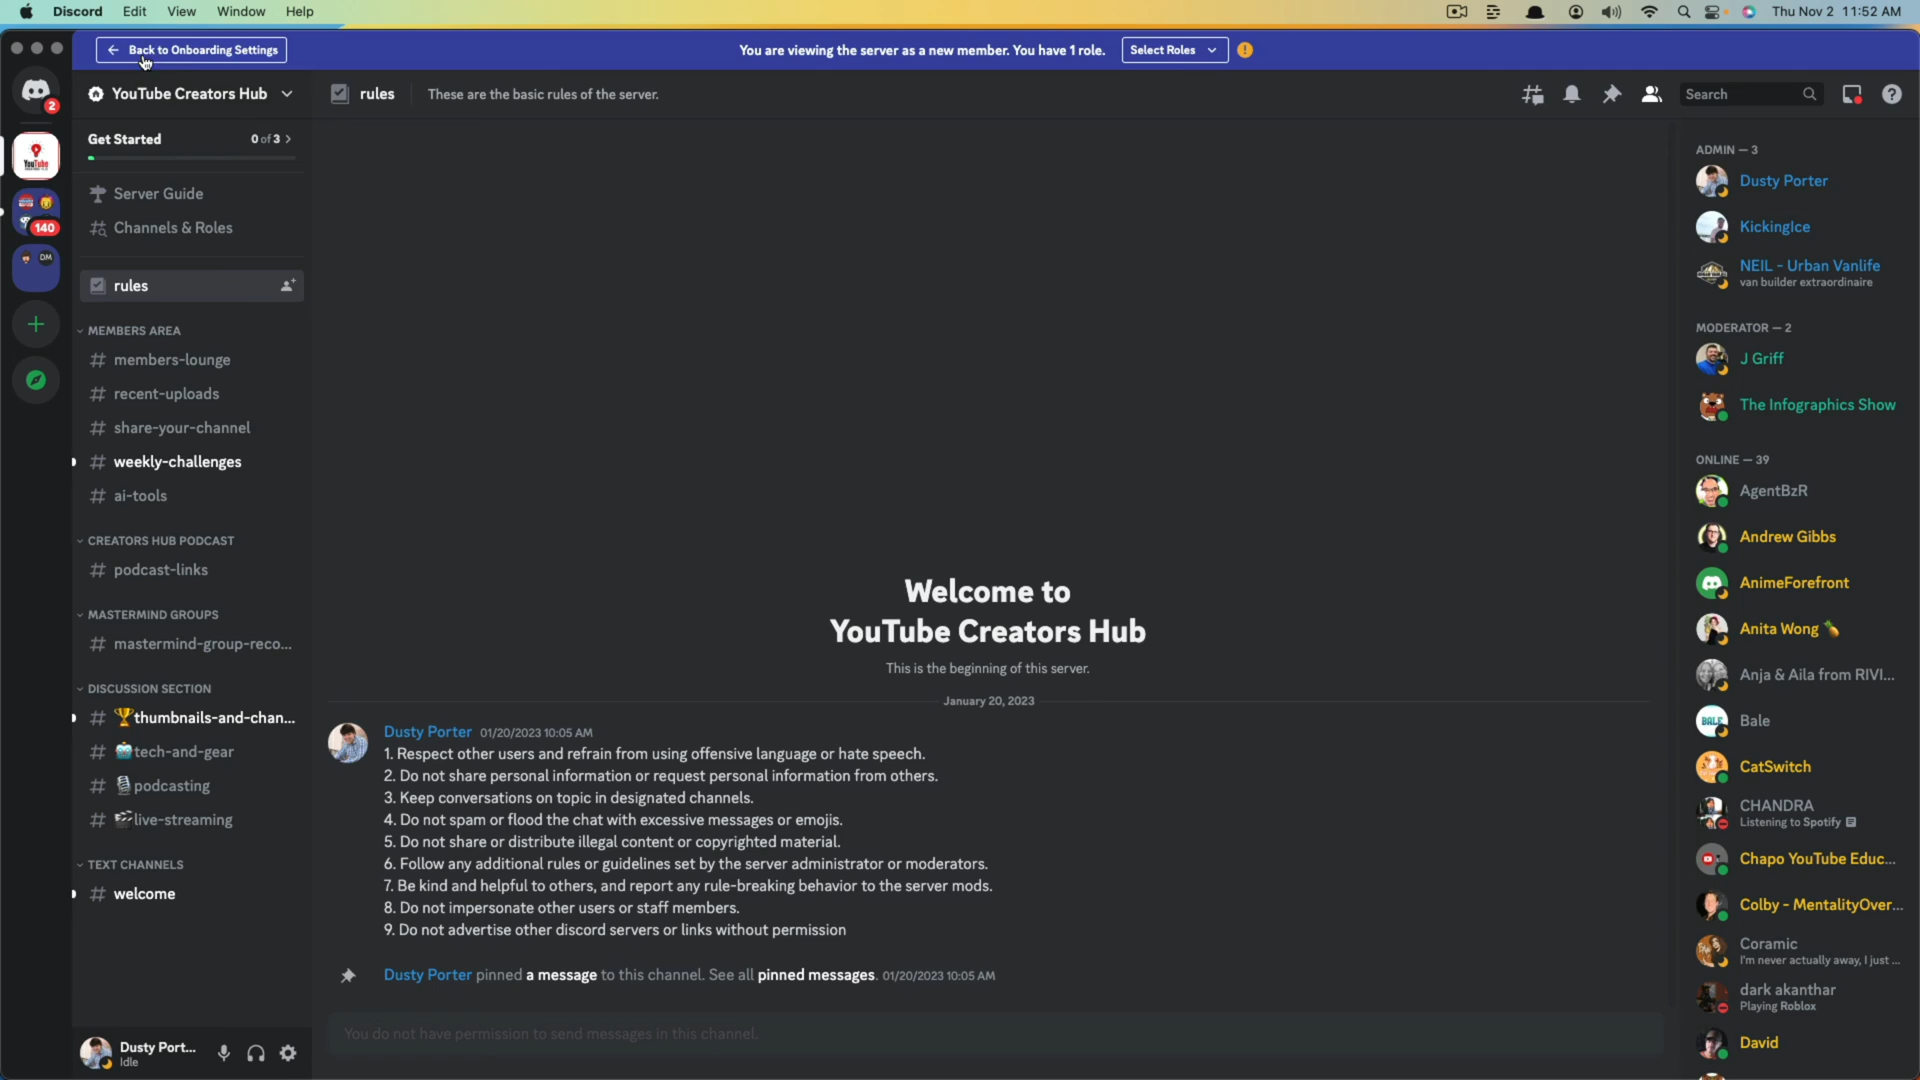 Discord Edit View Window Help
Thu Nov 2 11:52 AM
Back to Onboarding Settings
You are viewing the server as a new member. You have 1 role.
Select Roles
YouTube Creators Hub
rules
These are the basic rules of the server.
Search
2
Get Started
0 of 3
YouTube
140
DM
Server Guide
Channels & Roles
rules
MEMBERS AREA
members-lounge
recent-uploads
share-your-channel
weekly-challenges
ai-tools
CREATORS HUB PODCAST
podcast-links
MASTERMIND GROUPS
mastermind-group-reco...
DISCUSSION SECTION
🏆thumbnails-and-chan...
🤖tech-and-gear
🎙podcasting
🎬live-streaming
TEXT CHANNELS
welcome
Dusty Port...
Idle
Welcome to
YouTube Creators Hub
This is the beginning of this server.
January 20, 2023
Dusty Porter 01/20/2023 10:05 AM
1. Respect other users and refrain from using offensive language or hate speech.
2. Do not share personal information or request personal information from others.
3. Keep conversations on topic in designated channels.
4. Do not spam or flood the chat with excessive messages or emojis.
5. Do not share or distribute illegal content or copyrighted material.
6. Follow any additional rules or guidelines set by the server administrator or moderators.
7. Be kind and helpful to others, and report any rule-breaking behavior to the server mods.
8. Do not impersonate other users or staff members.
9. Do not advertise other discord servers or links without permission
Dusty Porter pinned a message to this channel. See all pinned messages. 01/20/2023 10:05 AM
You do not have permission to send messages in this channel.
ADMIN — 3
Dusty Porter
KickingIce
NEIL - Urban Vanlife
van builder extraordinaire
MODERATOR — 2
J Griff
The Infographics Show
ONLINE — 39
AgentBzR
Andrew Gibbs
AnimeForefront
Anita Wong 🍍
Anja & Aila from RIVI...
BALE
Bale
CatSwitch
CHANDRA
Listening to Spotify
Chapo YouTube Educ...
Colby - MentalityOver...
Coramic
I'm never actually away, I just ...
dark akanthar
Playing Roblox
David